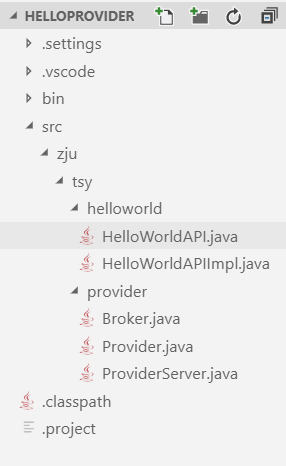 HELLOPROVIDER
.settings
.vscode
bin
src
zju
tsy
helloworld
HelloWorldAPI.java
HelloWorldAPIImpl.java
provider
Broker.java
Provider.java
ProviderServer.java
.classpath
.project